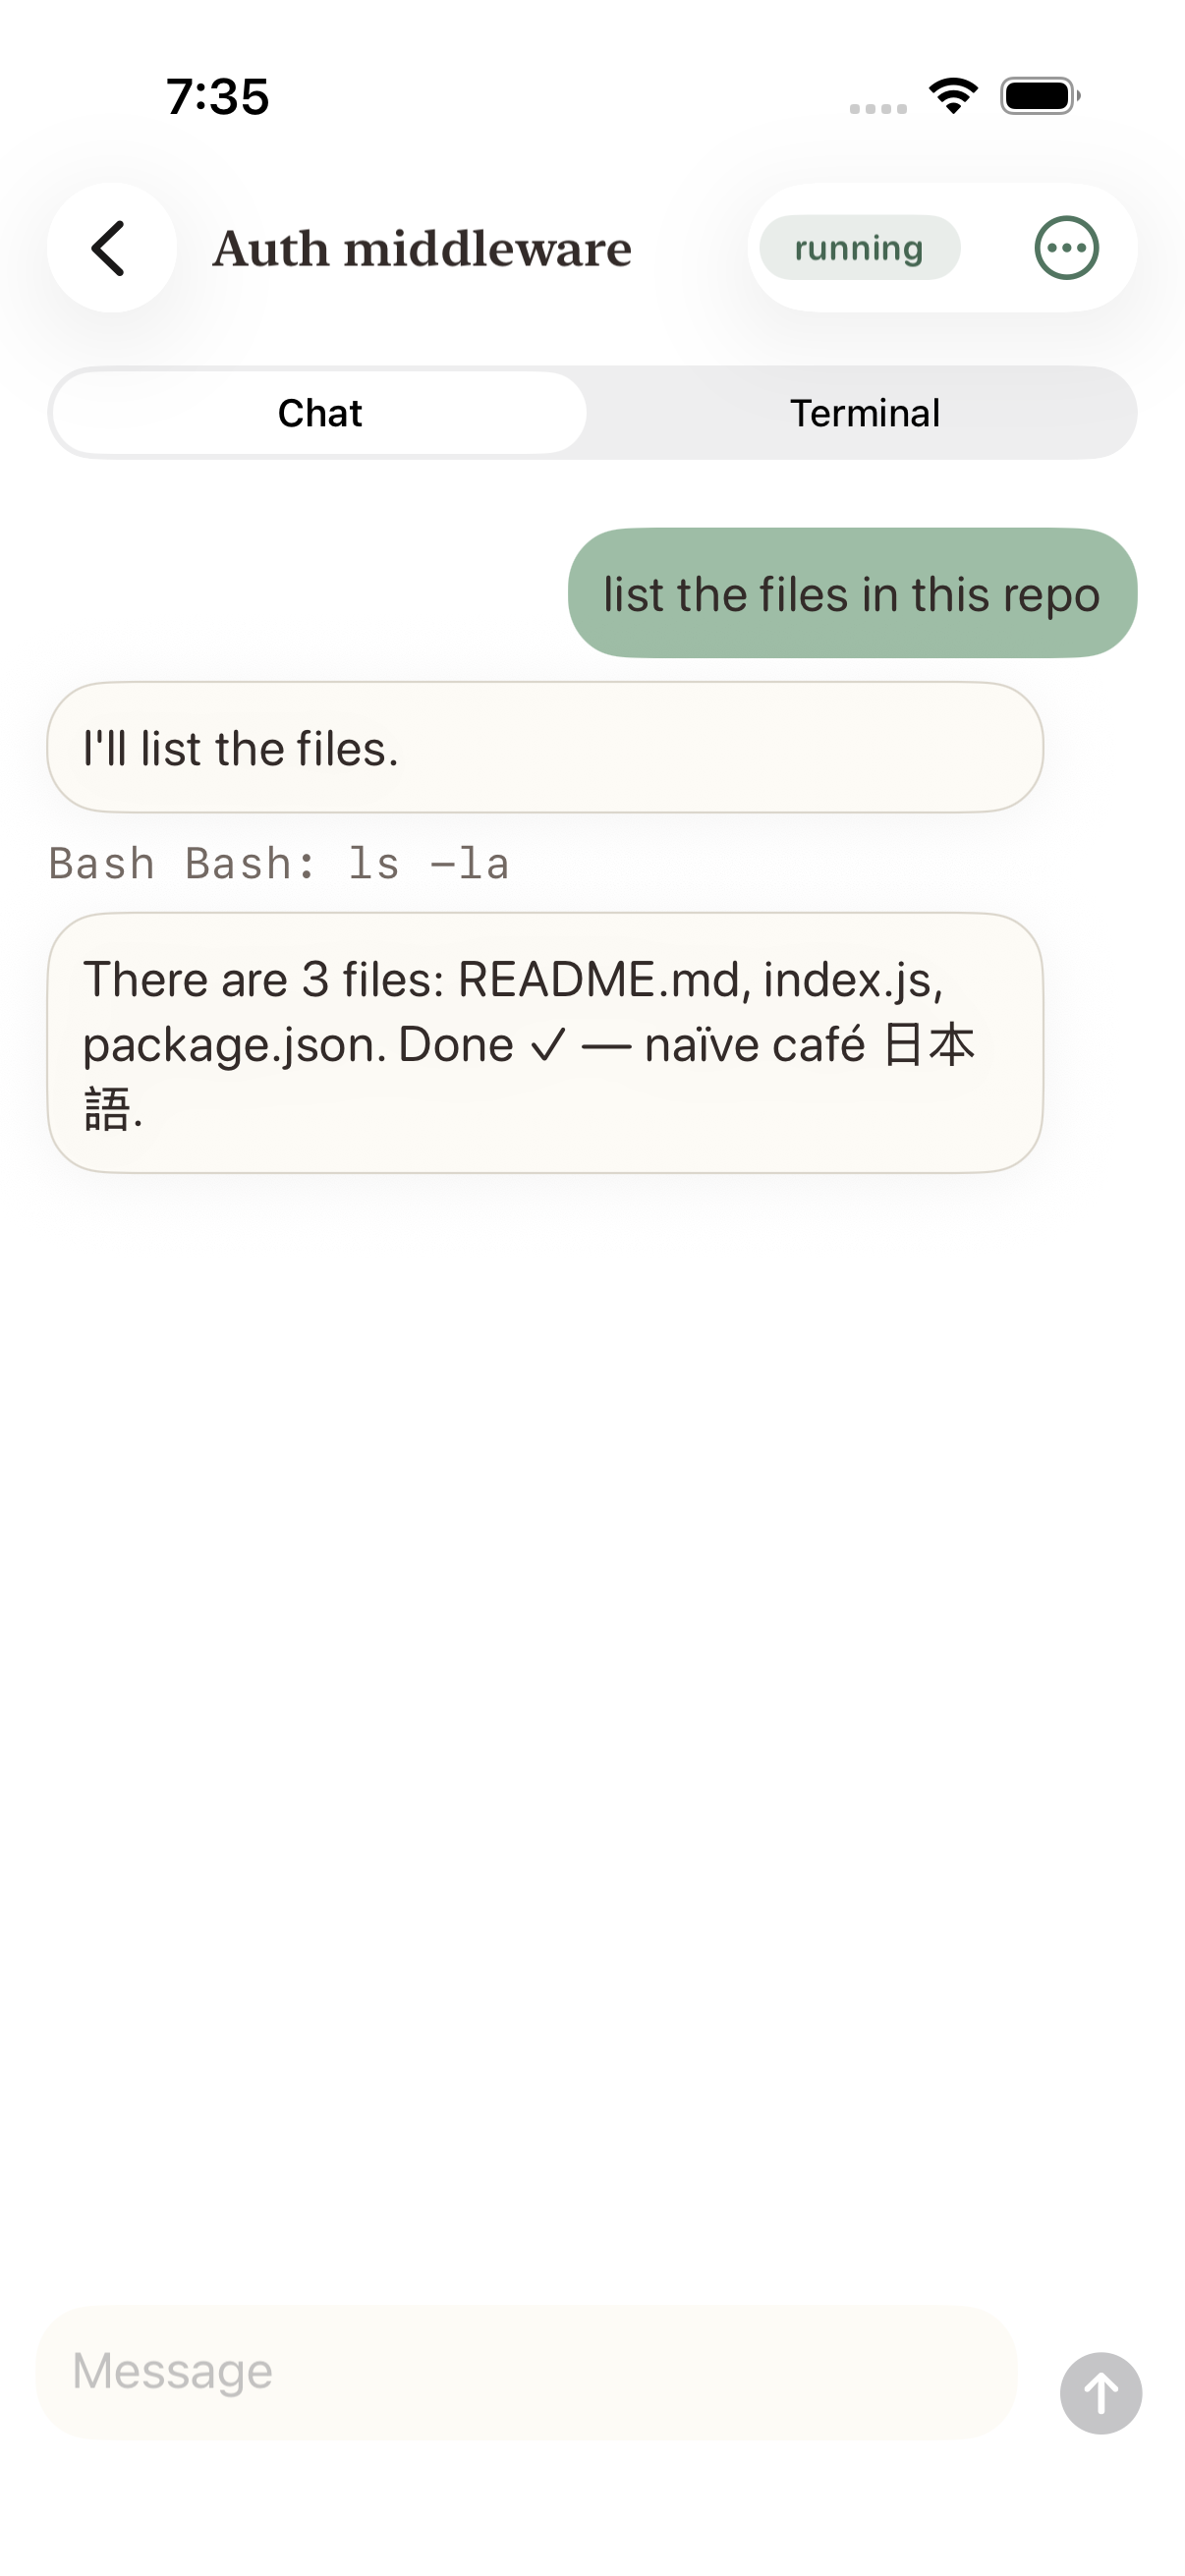 7:35
Auth middleware
running
Chat
Terminal
list the files in this repo
I'll list the files.
Bash Bash: ls -la
There are 3 files: README.md, index.js,
package.json. Done ✓ — naïve café 日本
語.
Message